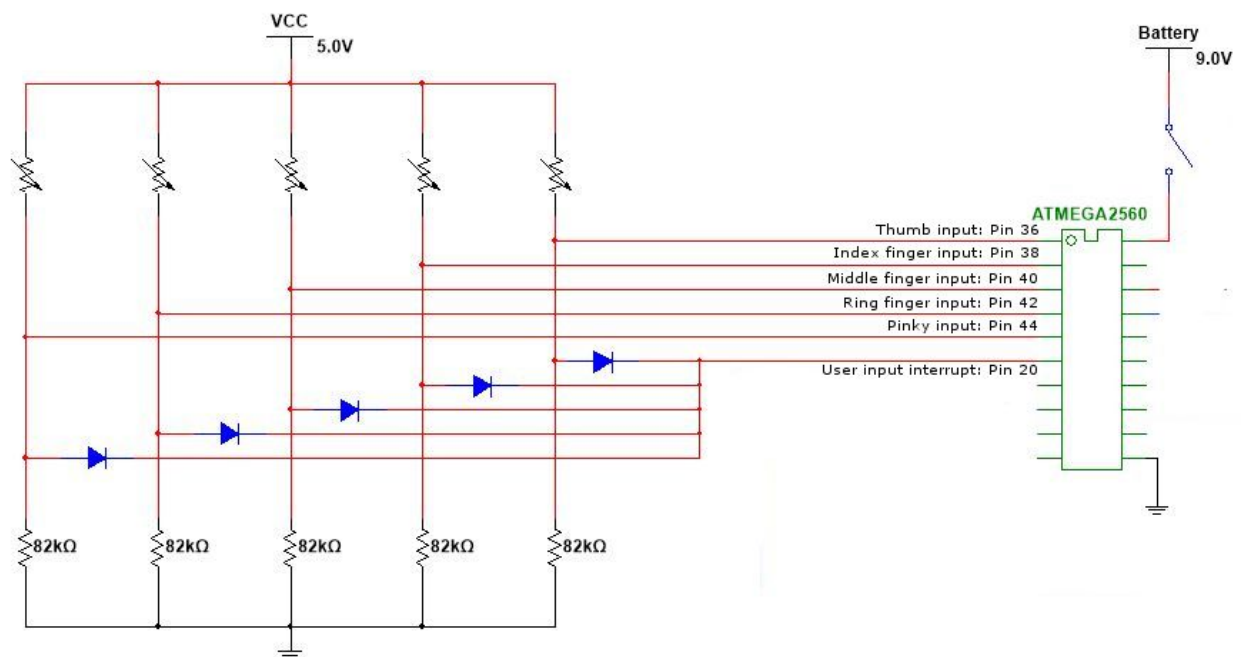 VCC
5.0V
Battery
9.0V
ATMEGA2560
Thumb input: Pin 36
Index finger input: Pin 38
Middle finger input: Pin 40
Ring finger input: Pin 42
Pinky input: Pin 44
User input interrupt: Pin 20
82kΩ
82kΩ
82kΩ
82kΩ
82kΩ